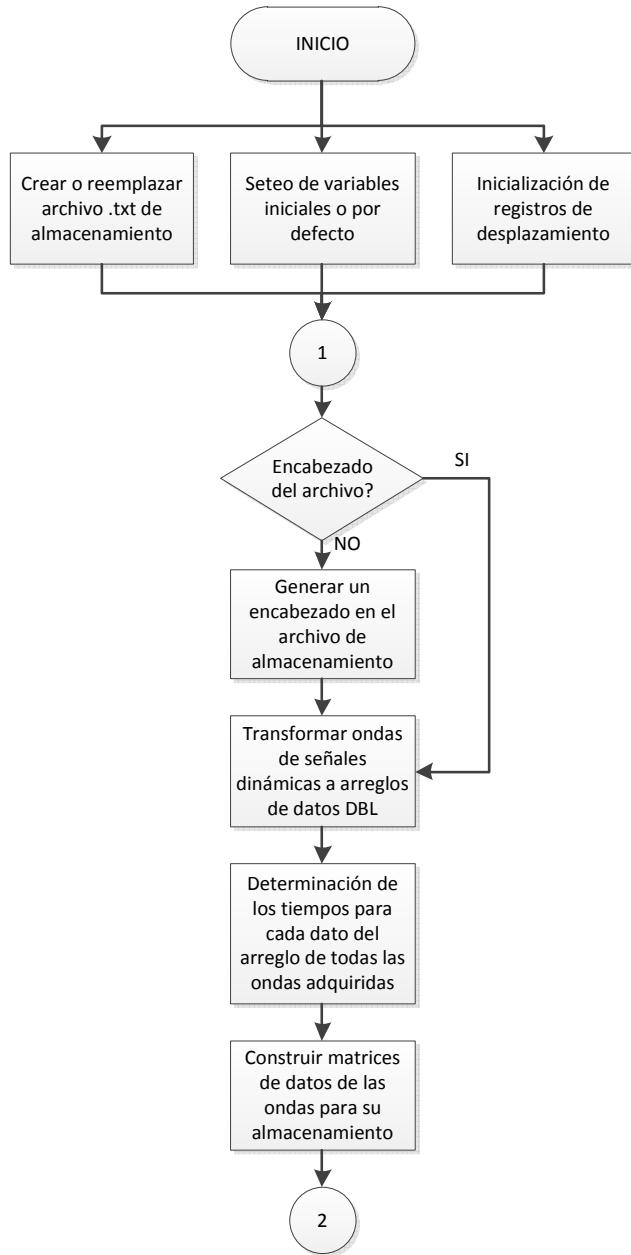 INICIO
Crear o reemplazar
archivo .txt de
almacenamiento
Seteo de variables
iniciales o por
defecto
Inicialización de
registros de
desplazamiento
1
Encabezado
del archivo?
SI
NO
Generar un
encabezado en el
archivo de
almacenamiento
Transformar ondas
de señales
dinámicas a arreglos
de datos DBL
Determinación de
los tiempos para
cada dato del
arreglo de todas las
ondas adquiridas
Construir matrices
de datos de las
ondas para su
almacenamiento
2